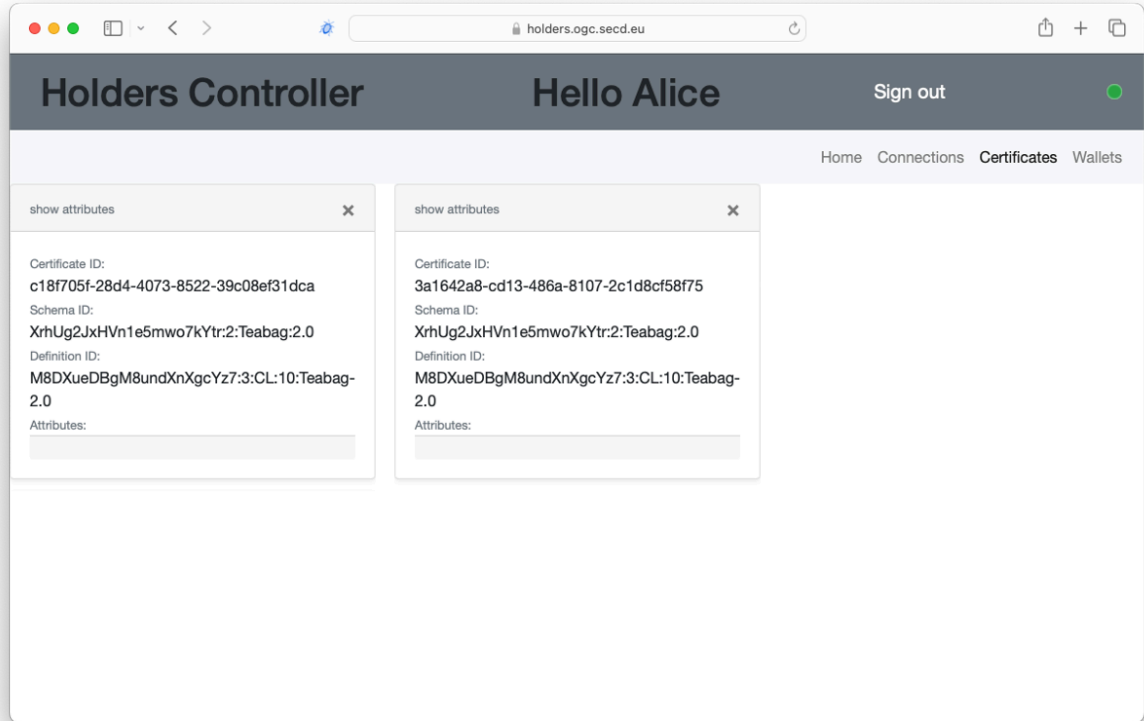 holders.ogc.secd.eu
Holders Controller
Hello Alice
Sign out
Home Connections Certificates Wallets
show attributes
Certificate ID:
c18f705f-28d4-4073-8522-39c08ef31dca
Schema ID:
XrhUg2JxHVn1e5mwo7kYtr:2:Teabag:2.0
Definition ID:
M8DXueDBgM8undXnXgcYz7:3:CL:10:Teabag-
2.0
Attributes:
show attributes
Certificate ID:
3a1642a8-cd13-486a-8107-2c1d8cf58f75
Schema ID:
XrhUg2JxHVn1e5mwo7kYtr:2:Teabag:2.0
Definition ID:
M8DXueDBgM8undXnXgcYz7:3:CL:10:Teabag-
2.0
Attributes: